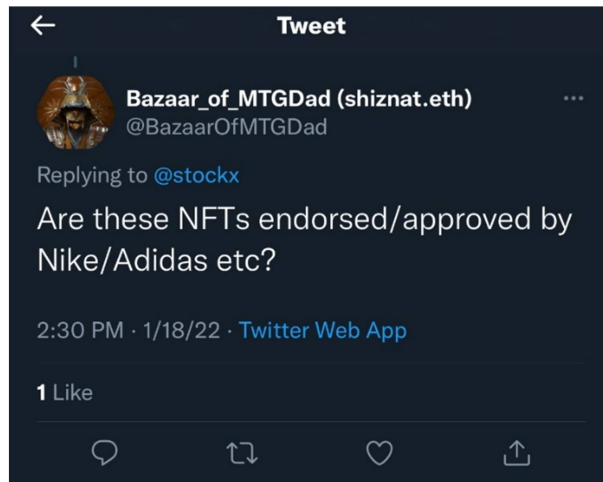 Tweet
Bazaar_of_MTGDad (shiznat.eth)
@BazaarOfMTGDad
Replying to @stockx
Are these NFTs endorsed/approved by
Nike/Adidas etc?
2:30 PM · 1/18/22 · Twitter Web App
1 Like